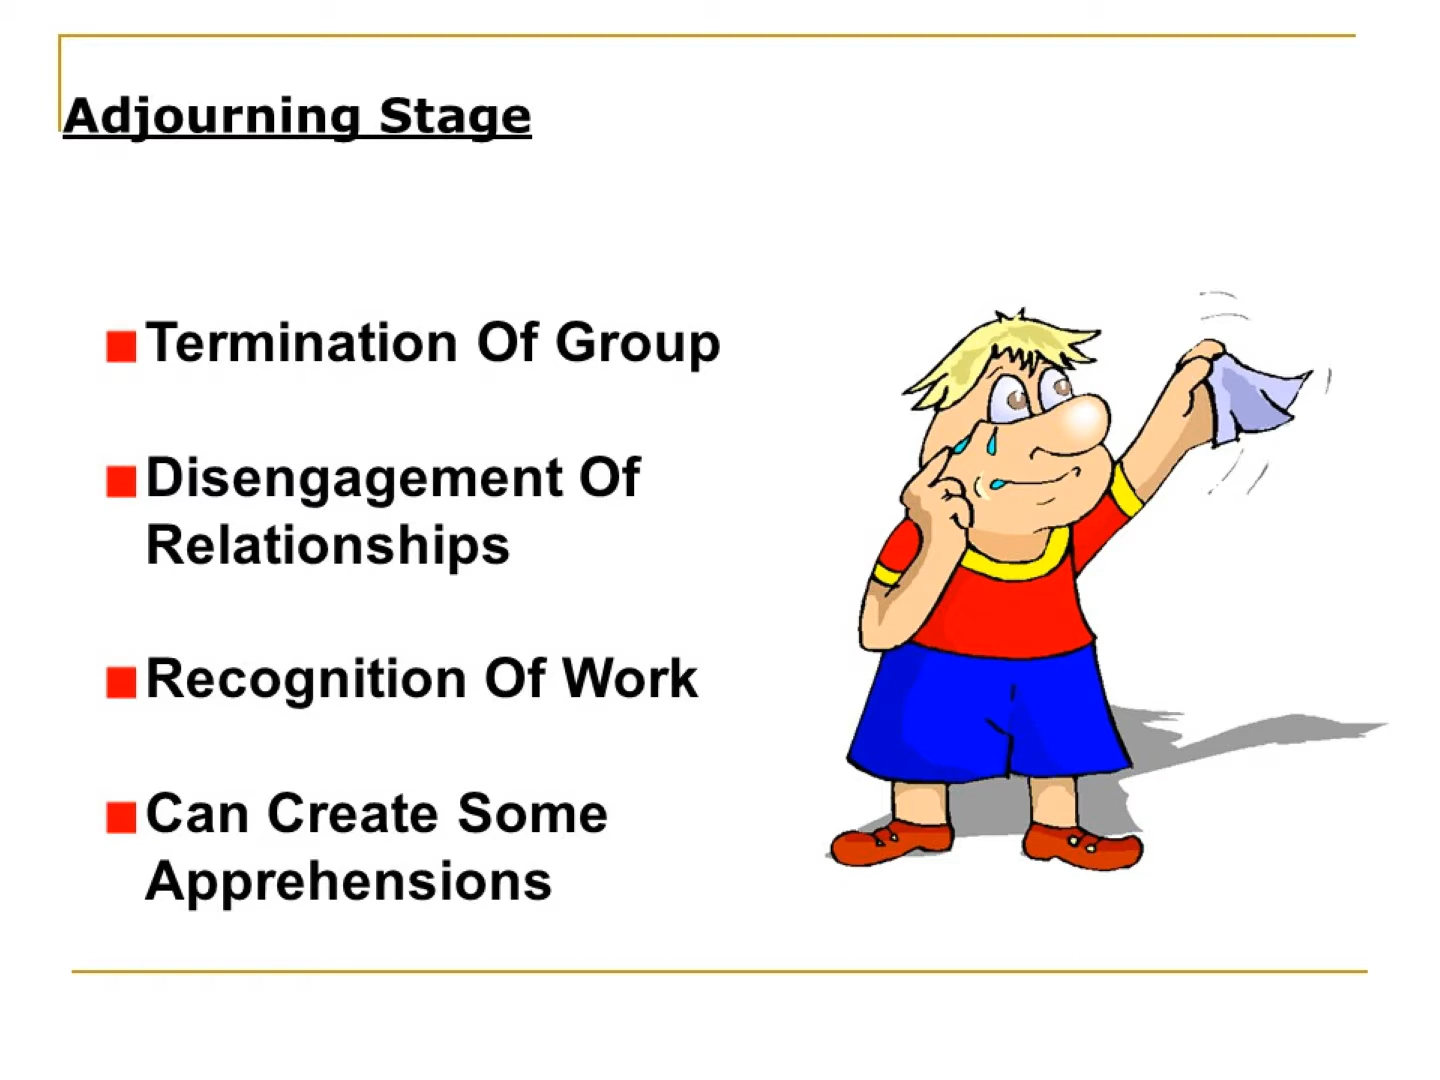 Adjourning Stage
Termination Of Group
Disengagement Of
Relationships
Recognition Of Work
Can Create Some
Apprehensions